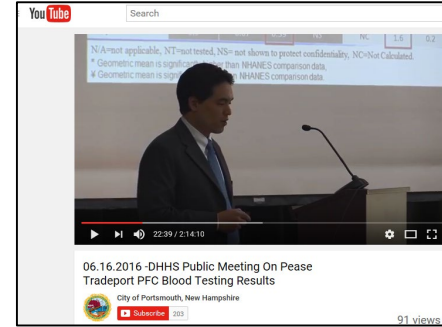 YouTube
Search
NC 1.6 0.2
N/A=not applicable, NT=not tested, NS= not shown to protect confidentiality, NC=Not Calculated.
* Geometric mean is than NHANES comparison data,
¥ Geometric mean is n NHANES comparison data
22:39 / 2:14:10
06.16.2016 -DHHS Public Meeting On Pease
Tradeport PFC Blood Testing Results
City of Portsmouth, New Hampshire
Subscribe 203
91 views